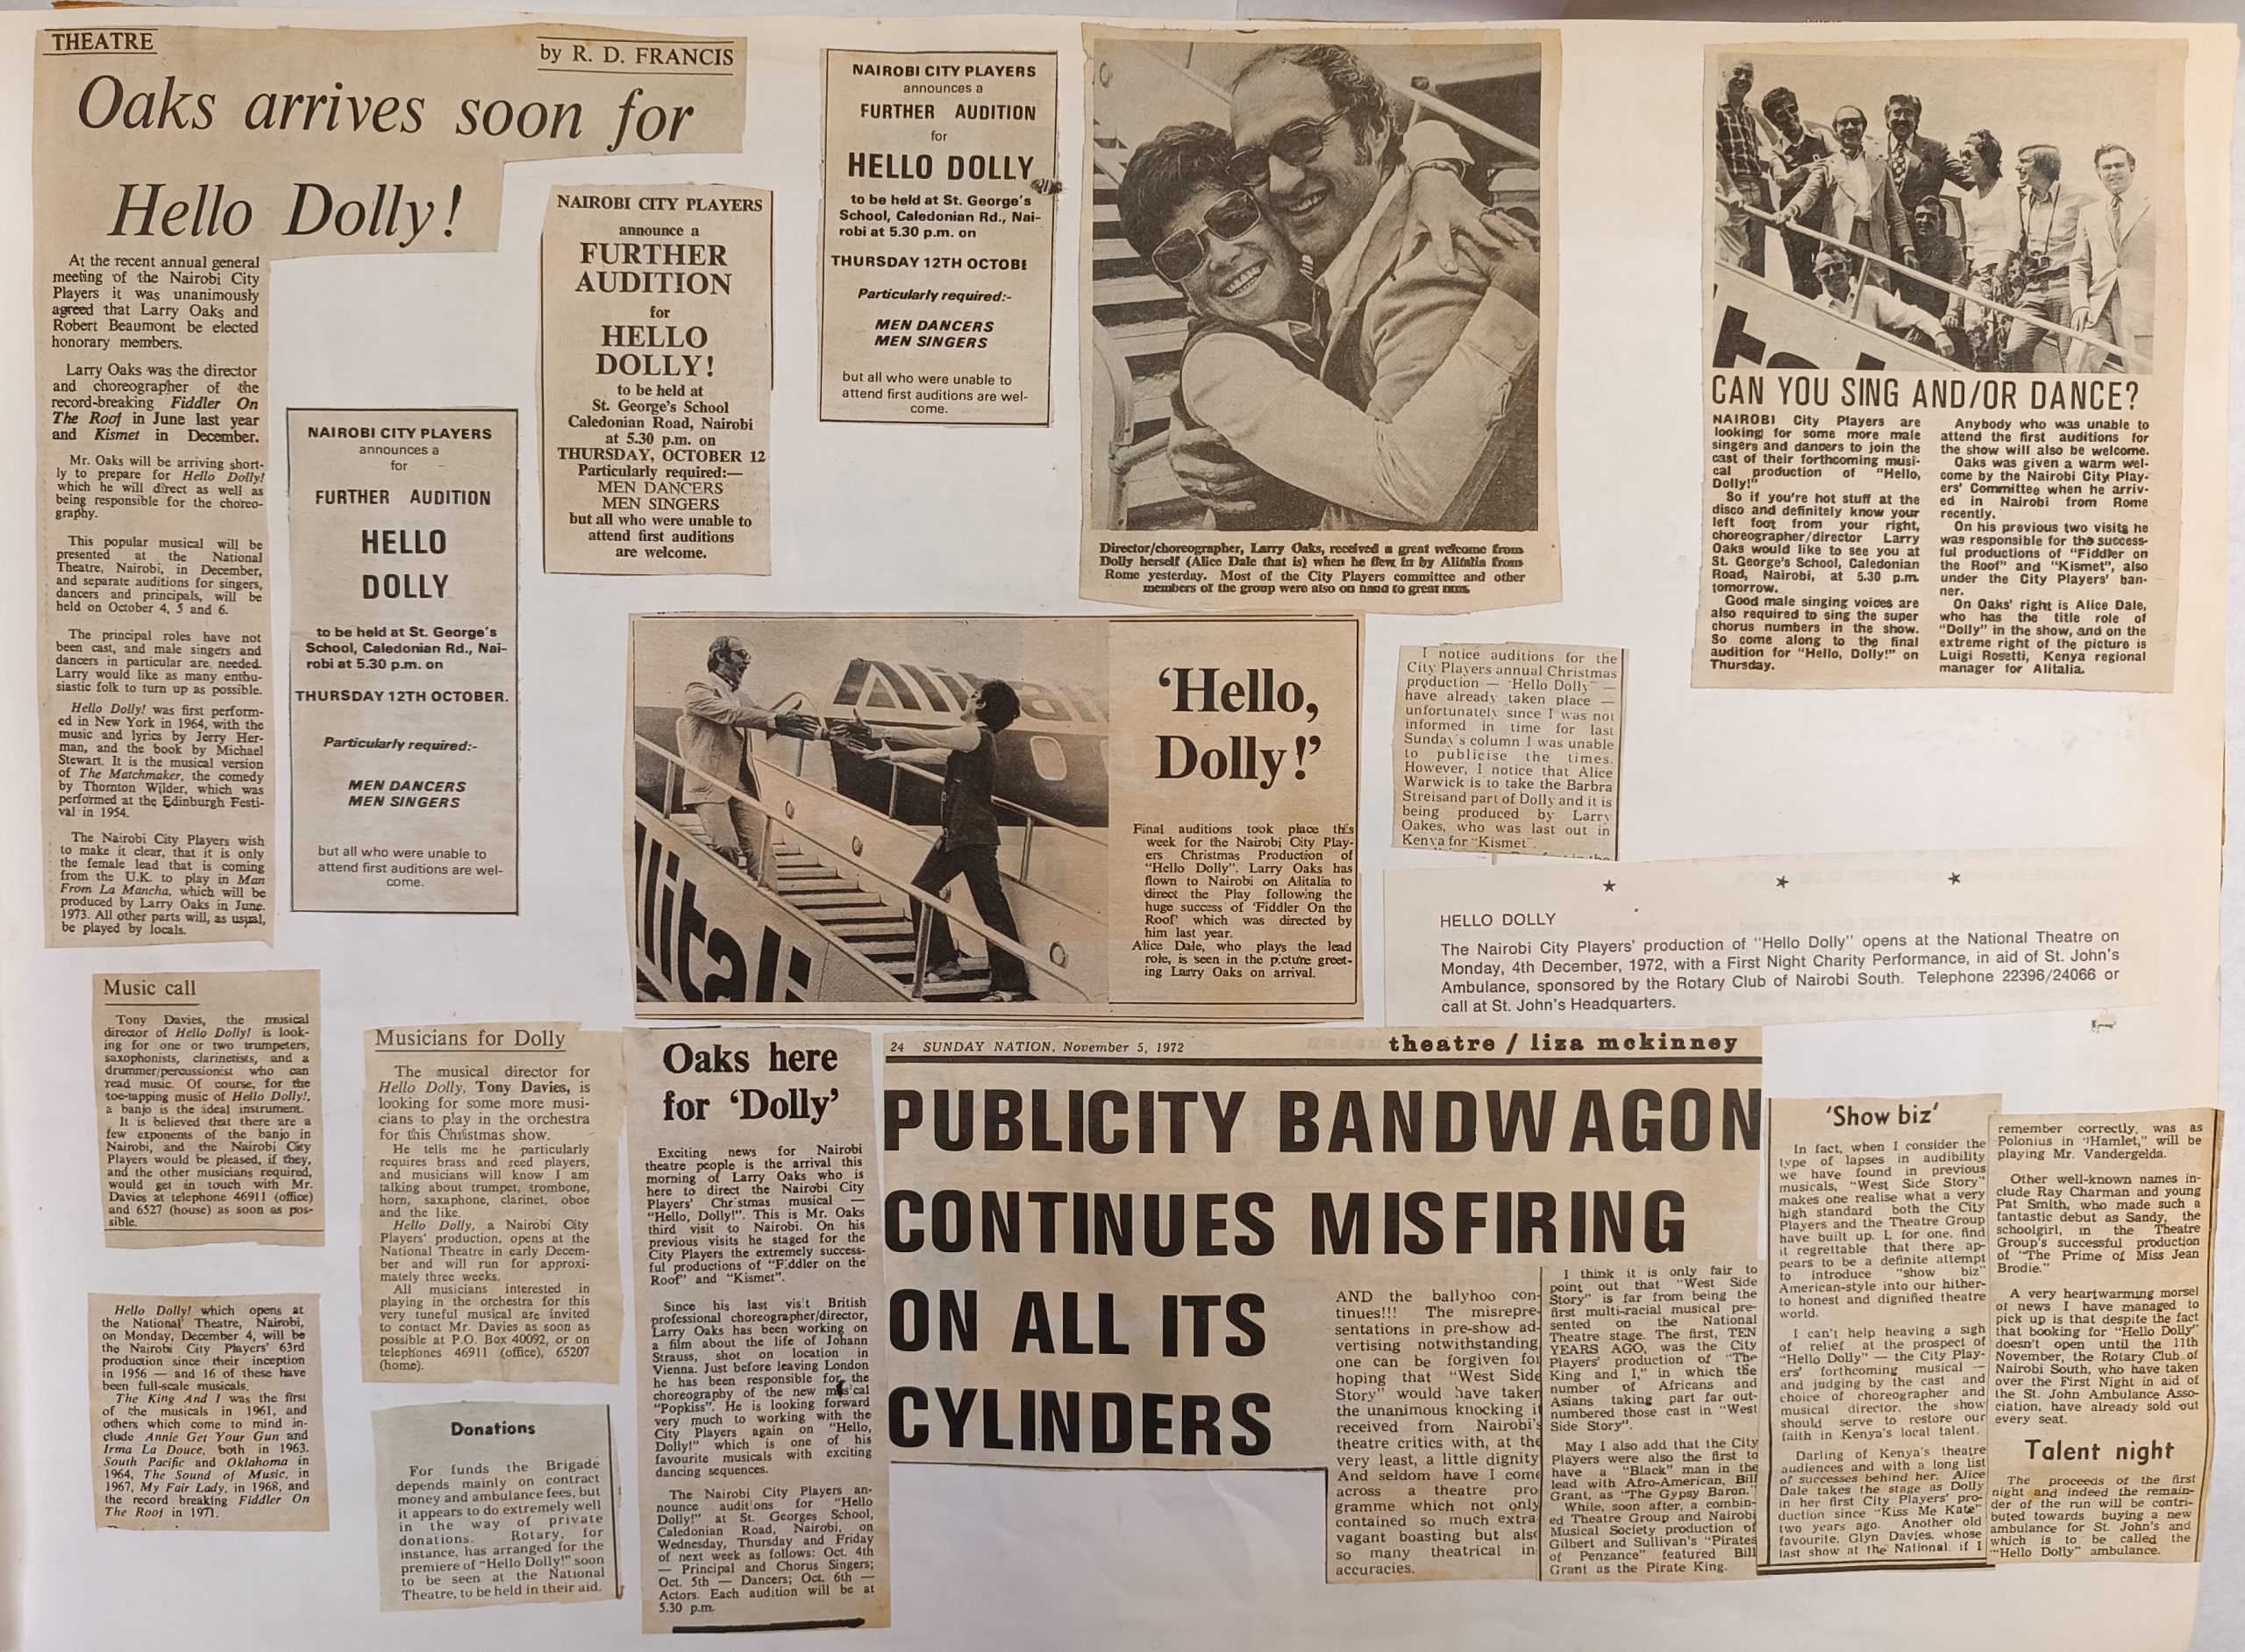 THEATRE
by R. D. FRANCIS
Oaks arrives soon for
Hello Dolly!
At the recent annual general
meeting of the Nairobi City
Players it was unanimously
agreed that Larry Oaks and
Robert Beaumont be elected
honorary members.
Larry Oaks was the director
and choreographer of the
record-breaking Fiddler On
The Roof in June last year
and Kismet in December.
Mr. Oaks will be arriving short-
ly to prepare for Hello Dolly!
which he will direct as well as
being responsible for the choreo-
graphy.
This popular musical will be
presented at the National
Theatre, Nairobi, in December,
and separate auditions for singers,
dancers and principals, will be
held on October 4, 5 and 6.
The principal roles have not
been cast, and male singers and
dancers in particular are needed.
Larry would like as many enthu-
siastic folk to turn up as possible.
Hello Dolly! was first perform-
ed in New York in 1964, with the
music and lyrics by Jerry Her-
man, and the book by Michael
Stewart. It is the musical version
of The Matchmaker, the comedy
by Thornton Wilder, which was
performed at the Edinburgh Festi-
val in 1954.
The Nairobi City Players wish
to make it clear, that it is only
the female lead that is coming
from the U.K. to play in Man
From La Mancha, which will be
produced by Larry Oaks in June,
1973. All other parts will, as usual,
be played by locals.
NAIROBI CITY PLAYERS
announces a
for
FURTHER AUDITION
HELLO
DOLLY
to be held at St. George's
School, Caledonian Rd., Nai-
robi at 5.30 p.m. on
THURSDAY 12TH OCTOBER.
Particularly required:-
MEN DANCERS
MEN SINGERS
but all who were unable to
attend first auditions are wel-
come.
NAIROBI CITY PLAYERS
announce a
FURTHER
AUDITION
for
HELLO
DOLLY!
to be held at
St. George's School
Caledonian Road, Nairobi
at 5.30 p.m. on
THURSDAY, OCTOBER 12
Particularly required:—
MEN DANCERS
MEN SINGERS
but all who were unable to
attend first auditions
are welcome.
NAIROBI CITY PLAYERS
announces a
FURTHER AUDITION
for
HELLO DOLLY
to be held at St. George's
School, Caledonian Rd., Nai-
robi at 5.30 p.m. on
THURSDAY 12TH OCTOBE
Particularly required:-
MEN DANCERS
MEN SINGERS
but all who were unable to
attend first auditions are wel-
come.
Director/choreographer, Larry Oaks, received a great welcome from
Dolly herself (Alice Dale that is) when he flew in by Alitalia from
Rome yesterday. Most of the City Players committee and other
members of the group were also on hand to great him.
CAN YOU SING AND/OR DANCE?
NAIROBI City Players are
looking for some more male
singers and dancers to join the
cast of their forthcoming musi-
cal production of "Hello,
Dolly!"
So if you're hot stuff at the
disco and definitely know your
left foot from your right,
choreographer/director Larry
Oaks would like to see you at
St. George's School, Caledonian
Road, Nairobi, at 5.30 p.m.
tomorrow.
Good male singing voices are
also required to sing the super
chorus numbers in the show.
So come along to the final
audition for "Hello, Dolly!" on
Thursday.
Anybody who was unable to
attend the first auditions for
the show will also be welcome.
Oaks was given a warm wel-
come by the Nairobi City Play-
ers' Committee when he arriv-
ed in Nairobi from Rome
recently.
On his previous two visits he
was responsible for the success-
ful productions of "Fiddler on
the Roof" and "Kismet", also
under the City Players' ban-
ner.
On Oaks' right is Alice Dale,
who has the title role of
"Dolly" in the show, and on the
extreme right of the picture is
Luigi Rosetti, Kenya regional
manager for Alitalia.
Alitalia
litali
'Hello,
Dolly!'
Final auditions took place this
week for the Nairobi City Play-
ers Christmas Production of
"Hello Dolly". Larry Oaks has
flown to Nairobi on Alitalia to
direct the Play following the
huge success of 'Fiddler On the
Roof' which was directed by
him last year.
Alice Dale, who plays the lead
role, is seen in the picture greet-
ing Larry Oaks on arrival.
I notice auditions for the
City Players annual Christmas
production — "Hello Dolly" —
have already taken place —
unfortunately since I was not
informed in time for last
Sunday's column I was unable
to publicise the times.
However, I notice that Alice
Warwick is to take the Barbra
Streisand part of Dolly and it is
being produced by Larry
Oakes, who was last out in
Kenya for "Kismet".
HELLO DOLLY
The Nairobi City Players' production of "Hello Dolly" opens at the National Theatre on
Monday, 4th December, 1972, with a First Night Charity Performance, in aid of St. John's
Ambulance, sponsored by the Rotary Club of Nairobi South. Telephone 22396/24066 or
call at St. John's Headquarters.
Music call
Tony Davies, the musical
director of Hello Dolly! is look-
ing for one or two trumpeters,
saxophonists, clarinetists, and a
drummer/percussionist who can
read music. Of course, for the
toe-tapping music of Hello Dolly!,
a banjo is the ideal instrument.
It is believed that there are a
few exponents of the banjo in
Nairobi, and the Nairobi City
Players would be pleased, if they,
and the other musicians required,
would get in touch with Mr.
Davies at telephone 46911 (office)
and 6527 (house) as soon as pos-
sible.
Hello Dolly! which opens at
the National Theatre, Nairobi,
on Monday, December 4, will be
the Nairobi City Players' 63rd
production since their inception
in 1956 — and 16 of these have
been full-scale musicals.
The King And I was the first
of the musicals in 1961, and
others which come to mind in-
clude Annie Get Your Gun and
Irma La Douce, both in 1963.
South Pacific and Oklahoma in
1964, The Sound of Music, in
1967, My Fair Lady, in 1968, and
the record breaking Fiddler On
The Roof in 1971.
Musicians for Dolly
The musical director for
Hello Dolly, Tony Davies, is
looking for some more musi-
cians to play in the orchestra
for this Christmas show.
He tells me he particularly
requires brass and reed players,
and musicians will know I am
talking about trumpet, trombone,
horn, saxaphone, clarinet, oboe
and the like.
Hello Dolly, a Nairobi City
Players' production, opens at the
National Theatre in early Decem-
ber and will run for approxi-
mately three weeks.
All musicians interested in
playing in the orchestra for this
very tuneful musical are invited
to contact Mr. Davies as soon as
possible at P.O. Box 40092, or on
telephones 46911 (office), 65207
(home).
Donations
For funds the Brigade
depends mainly on contract
money and ambulance fees, but
it appears to do extremely well
in the way of private
donations. Rotary, for
instance, has arranged for the
premiere of "Hello Dolly!" soon
to be seen at the National
Theatre, to be held in their aid.
Oaks here
for 'Dolly'
Exciting news for Nairobi
theatre people is the arrival this
morning of Larry Oaks who is
here to direct the Nairobi City
Players' Christmas musical —
"Hello, Dolly!". This is Mr. Oaks
third visit to Nairobi. On his
previous visits he staged for the
City Players the extremely success-
ful productions of "Fiddler on the
Roof" and "Kismet".
Since his last visit British
professional choreographer/director,
Larry Oaks has been working on
a film about the life of Johann
Strauss, shot on location in
Vienna. Just before leaving London
he has been responsible for the
choreography of the new musical
"Popkiss". He is looking forward
very much to working with the
City Players again on "Hello,
Dolly!" which is one of his
favourite musicals with exciting
dancing sequences.
The Nairobi City Players an-
nounce auditions for "Hello
Dolly!" at St. Georges School,
Caledonian Road, Nairobi, on
Wednesday, Thursday and Friday
of next week as follows: Oct. 4th
— Principal and Chorus Singers;
Oct. 5th — Dancers; Oct. 6th —
Actors. Each audition will be at
5.30 p.m.
24 SUNDAY NATION, November 5, 1972
theatre / liza mckinney
PUBLICITY BANDWAGON
CONTINUES MISFIRING
ON ALL ITS
CYLINDERS
AND the ballyhoo con-
tinues!!! The misrepre-
sentations in pre-show ad-
vertising notwithstanding,
one can be forgiven for
hoping that "West Side
Story" would have taken
the unanimous knocking it
received from Nairobi's
theatre critics with, at the
very least, a little dignity
And seldom have I come
across a theatre pro-
gramme which not only
contained so much extra-
vagant boasting but also
so many theatrical in-
accuracies.
I think it is only fair to
point out that "West Side
Story" is far from being the
first multi-racial musical pre-
sented on the National
Theatre stage. The first, TEN
YEARS AGO, was the City
Players' production of "The
King and I," in which the
number of Africans and
Asians taking part far out-
numbered those cast in "West
Side Story".
May I also add that the City
Players were also the first to
have a "Black" man in the
lead with Afro-American, Bill
Grant, as "The Gypsy Baron."
While, soon after, a combin-
ed Theatre Group and Nairobi
Musical Society production of
Gilbert and Sullivan's "Pirates
of Penzance" featured Bill
Grant as the Pirate King.
'Show biz'
In fact, when I consider the
type of lapses in audibility
we have found in previous
musicals, "West Side Story"
makes one realise what a very
high standard both the City
Players and the Theatre Group
have built up. I, for one, find
it regrettable that there ap-
pears to be a definite attempt
to introduce "show biz"
American-style into our hither-
to honest and dignified theatre
world.
I can't help heaving a sigh
of relief at the prospect of
"Hello Dolly" — the City Play-
ers' forthcoming musical —
and judging by the cast and
choice of choreographer and
musical director, the show
should serve to restore our
faith in Kenya's local talent.
Darling of Kenya's theatre
audiences and with a long list
of successes behind her, Alice
Dale takes the stage as Dolly
in her first City Players' pro-
duction since "Kiss Me Kate"
two years ago. Another old
favourite, Glyn Davies, whose
last show at the National, if I
remember correctly, was as
Polonius in "Hamlet," will be
playing Mr. Vandergelda.
Other well-known names in-
clude Ray Charman and young
Pat Smith, who made such a
fantastic debut as Sandy, the
schoolgirl, in the Theatre
Group's successful production
of "The Prime of Miss Jean
Brodie."
A very heartwarming morsel
of news I have managed to
pick up is that despite the fact
that booking for "Hello Dolly"
doesn't open until the 11th
November, the Rotary Club of
Nairobi South, who have taken
over the First Night in aid of
the St. John Ambulance Asso-
ciation, have already sold out
every seat.
Talent night
The proceeds of the first
night and indeed the remain-
der of the run will be contri-
buted towards buying a new
ambulance for St. John's and
which is to be called the
"Hello Dolly" ambulance.